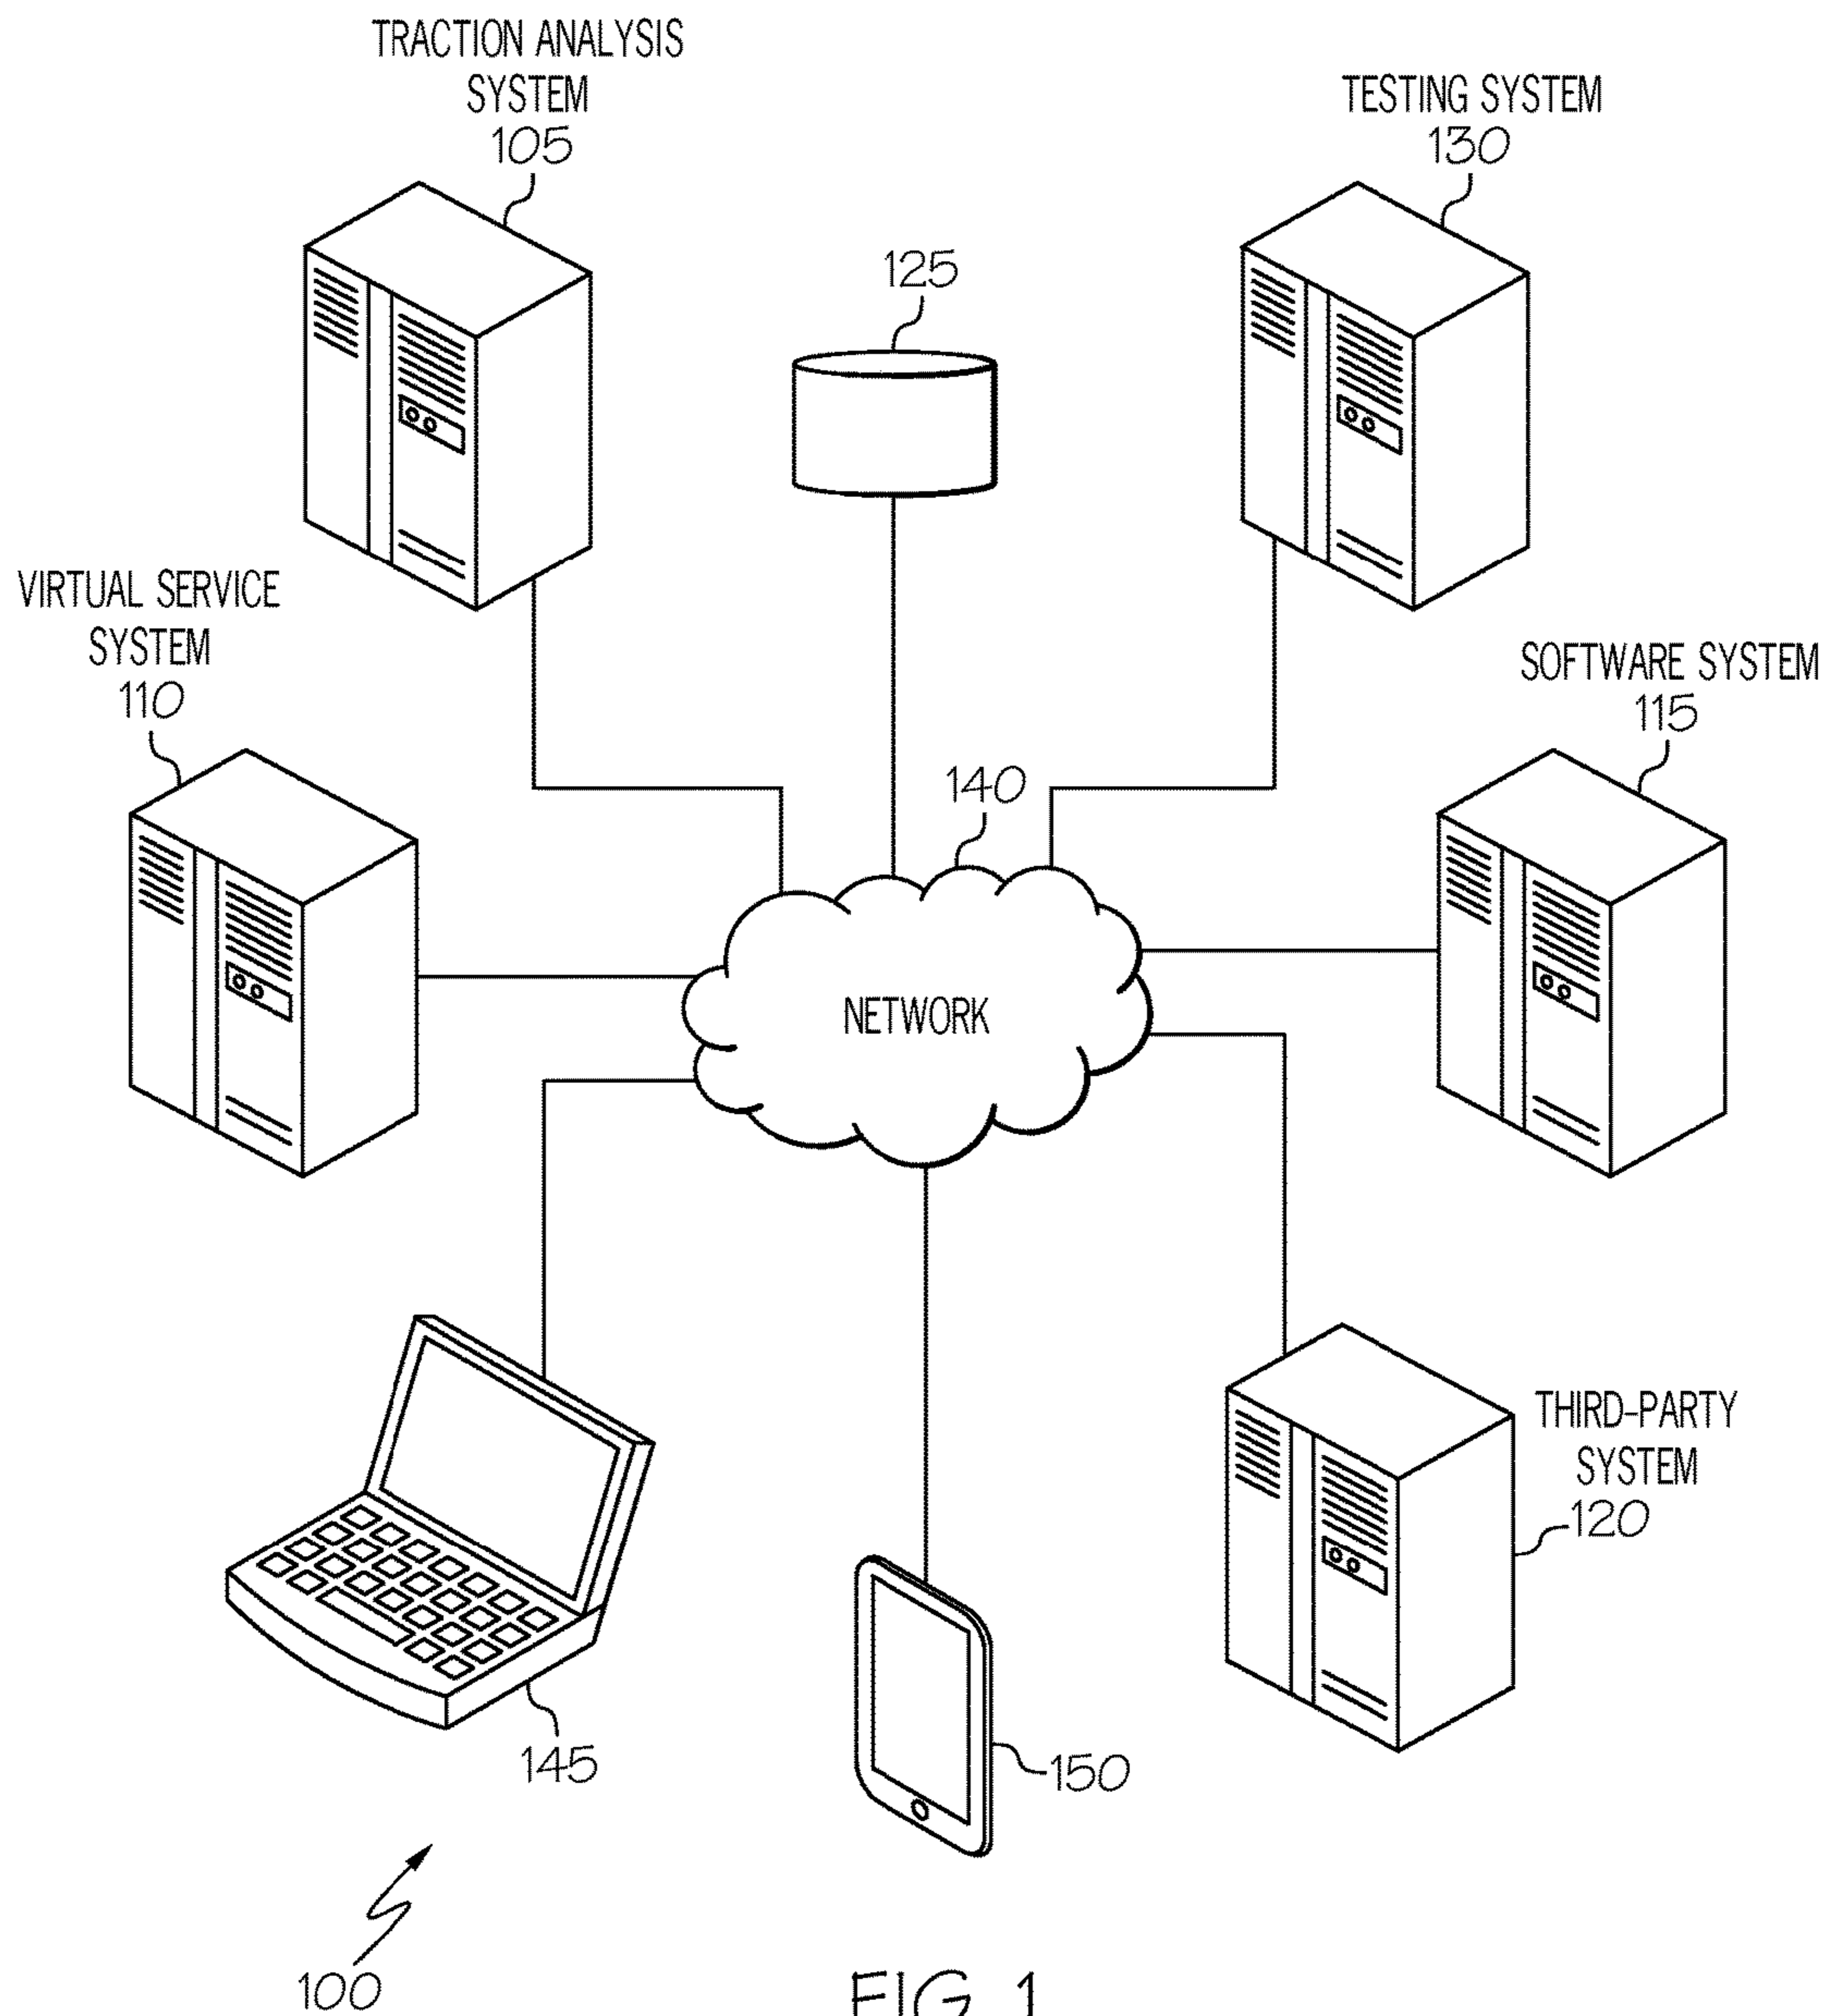 TRACTION ANALYSIS
SYSTEM
105
TESTING SYSTEM
130
125
VIRTUAL SERVICE
SYSTEM
110
SOFTWARE SYSTEM
115
140
NETWORK
THIRD-PARTY
SYSTEM
120
145
150
100
FIG. 1